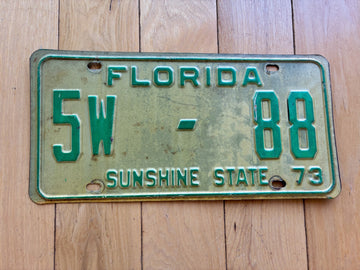 FLORIDA
5W - 88
SUNSHINE STATE 73